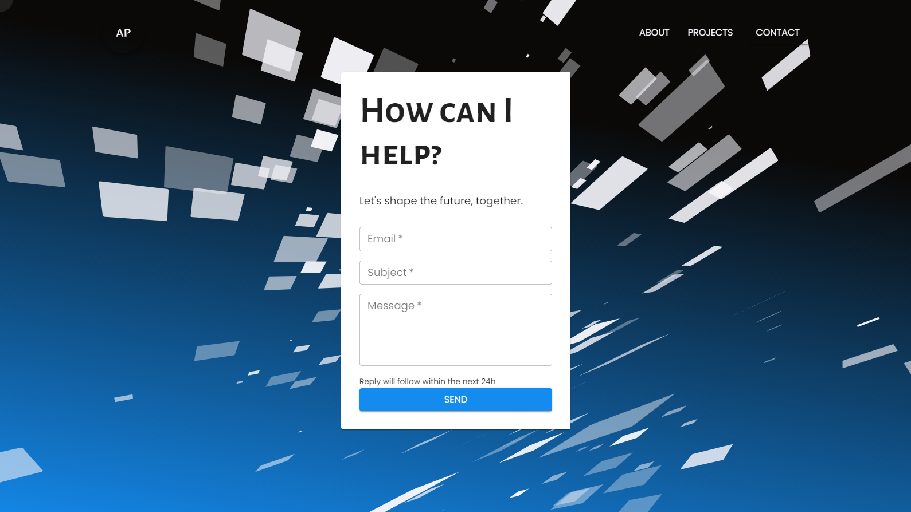 AP
ABOUT PROJECTS CONTACT
How can I
help?
Let's shape the future, together.
Email *
Subject *
Message *
Reply will follow within the next 24h
SEND